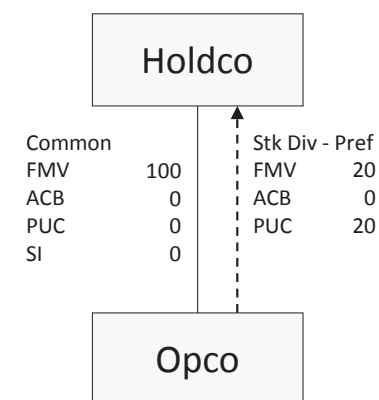 Holdco
Common
FMV 100
ACB 0
PUC 0
SI 0
Stk Div - Pref
FMV 20
ACB 0
PUC 20
Opco